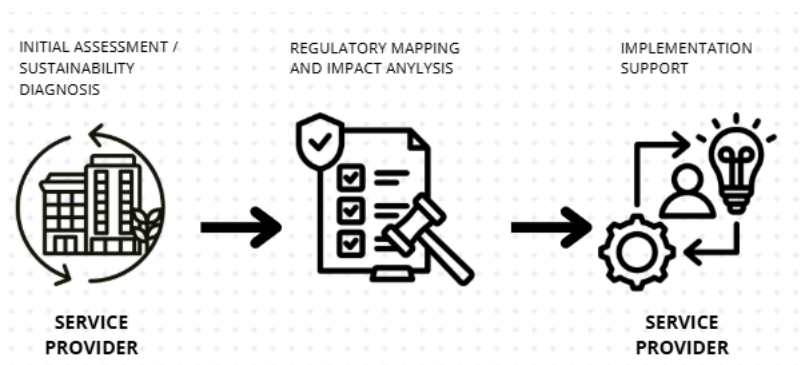 INITIAL ASSESSMENT /
SUSTAINABILITY
DIAGNOSIS
REGULATORY MAPPING
AND IMPACT ANYLYSIS
IMPLEMENTATION
SUPPORT
SERVICE
PROVIDER
SERVICE
PROVIDER